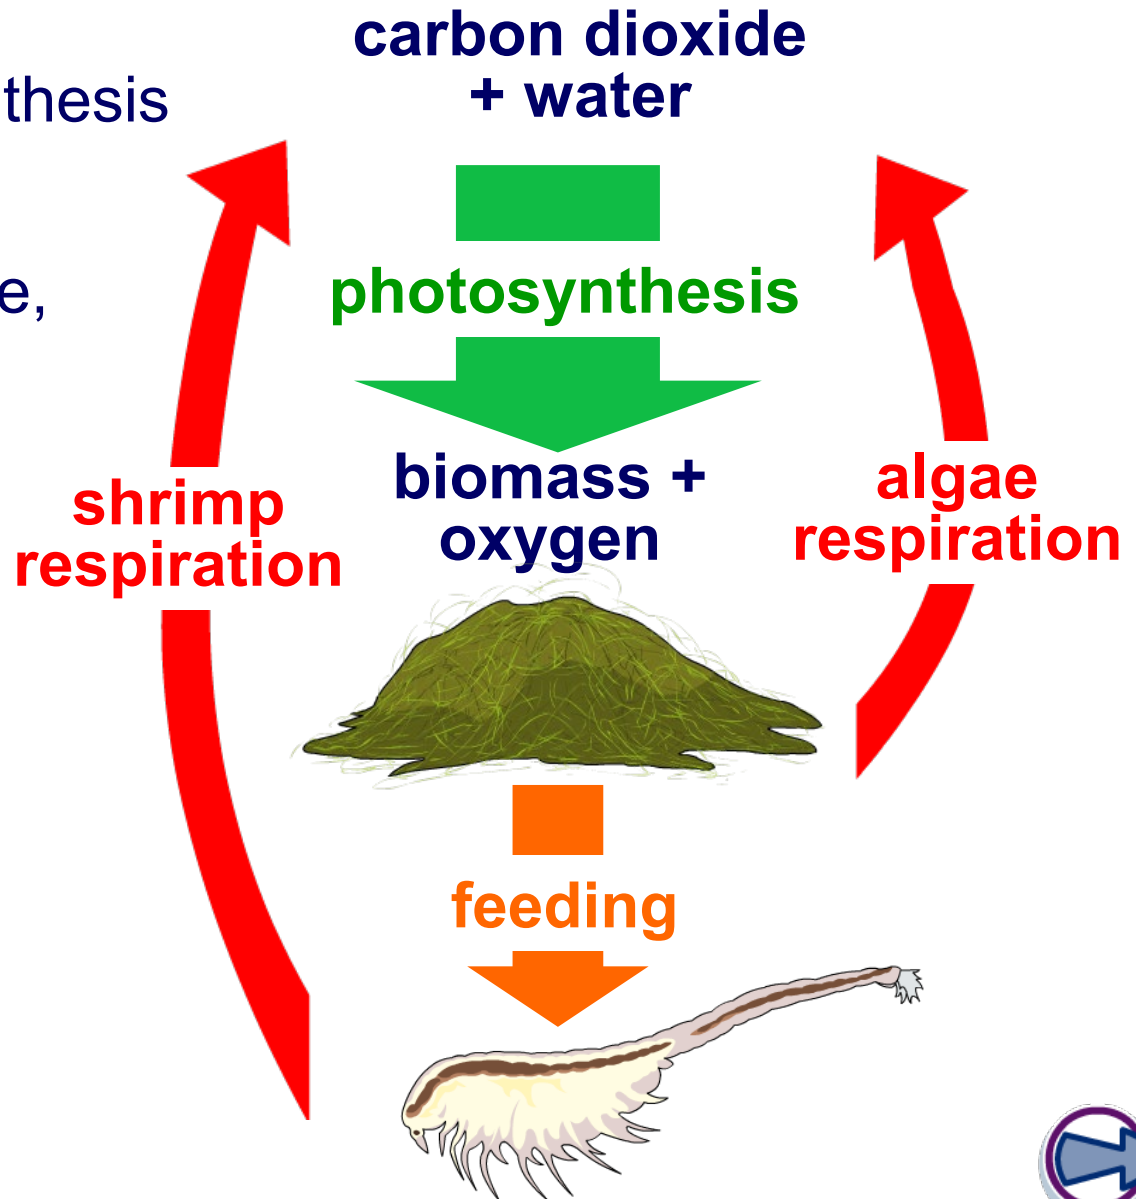 carbon dioxide
+ water
thesis
photosynthesis
e,
biomass +
oxygen
shrimp
respiration
algae
respiration
feeding